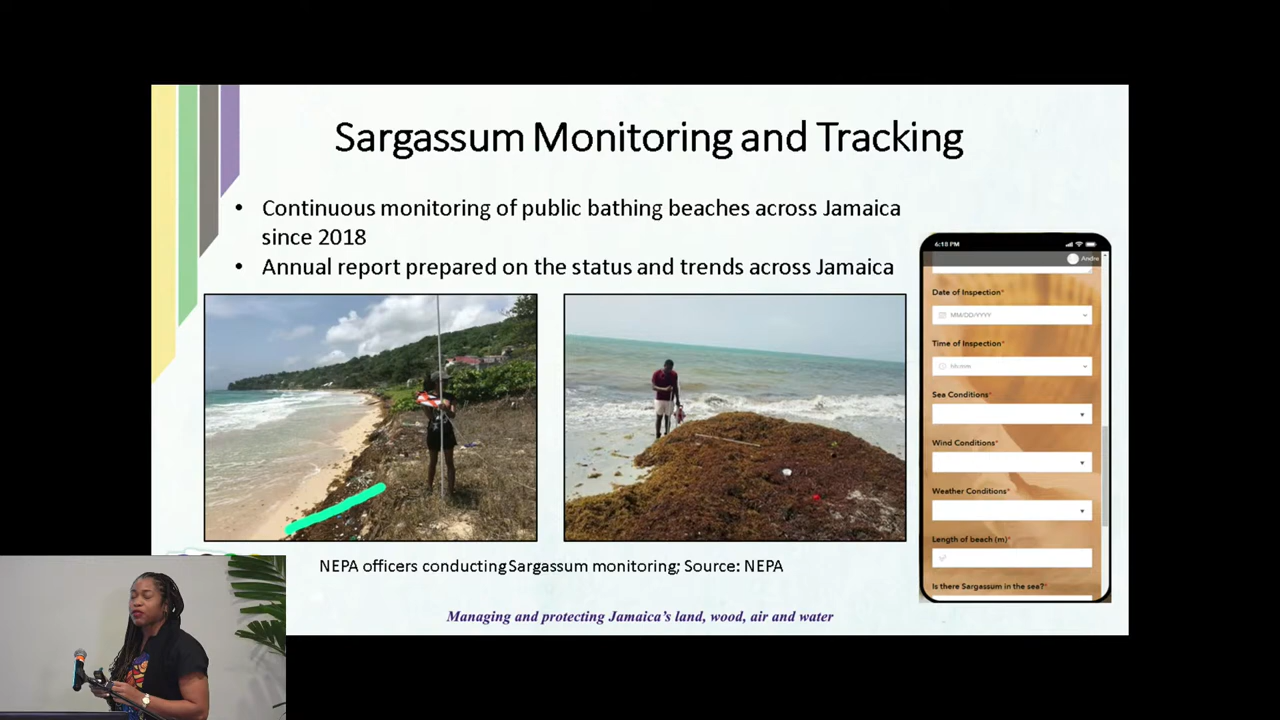 Sargassum Monitoring and Tracking
• Continuous monitoring of public bathing beaches across Jamaica
since 2018
• Annual report prepared on the status and trends across Jamaica
6:18 PM
Andre
Date of Inspection*
MM/DD/YYYY
Time of Inspection*
hh:mm
Sea Conditions*
Wind Conditions*
Weather Conditions*
Length of beach (m)*
Is there Sargassum in the sea?*
NEPA officers conducting Sargassum monitoring; Source: NEPA
Managing and protecting Jamaica's land, wood, air and water